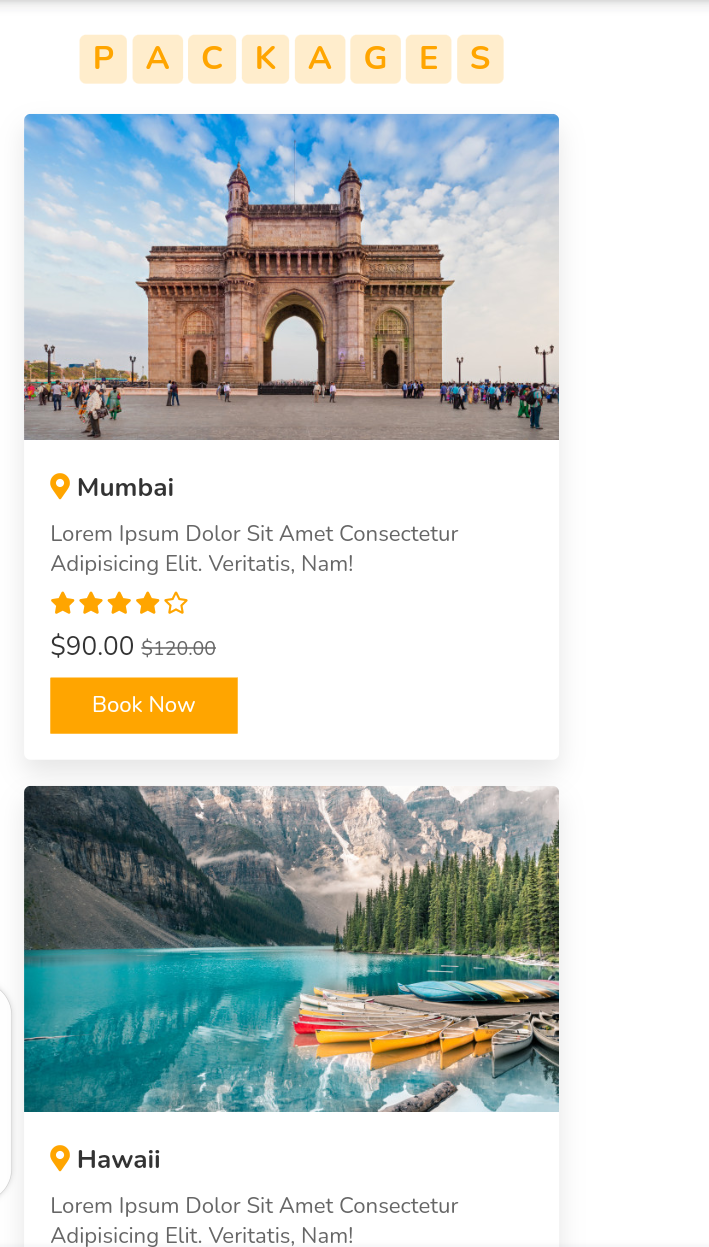 PACKAGES
Mumbai
Lorem Ipsum Dolor Sit Amet Consectetur
Adipisicing Elit. Veritatis, Nam!
$90.00 $120.00
Book Now
Hawaii
Lorem Ipsum Dolor Sit Amet Consectetur
Adipisicing Elit. Veritatis, Nam!